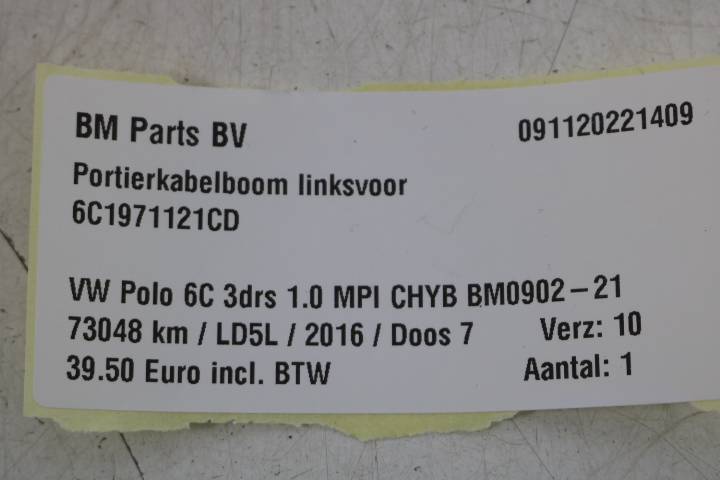 BM Parts BV 091120221409
Portierkabelboom linksvoor
6C1971121CD
VW Polo 6C 3drs 1.0 MPI CHYB BM0902-21
73048 km / LD5L / 2016 / Doos 7 Verz: 10
39.50 Euro incl. BTW Aantal: 1